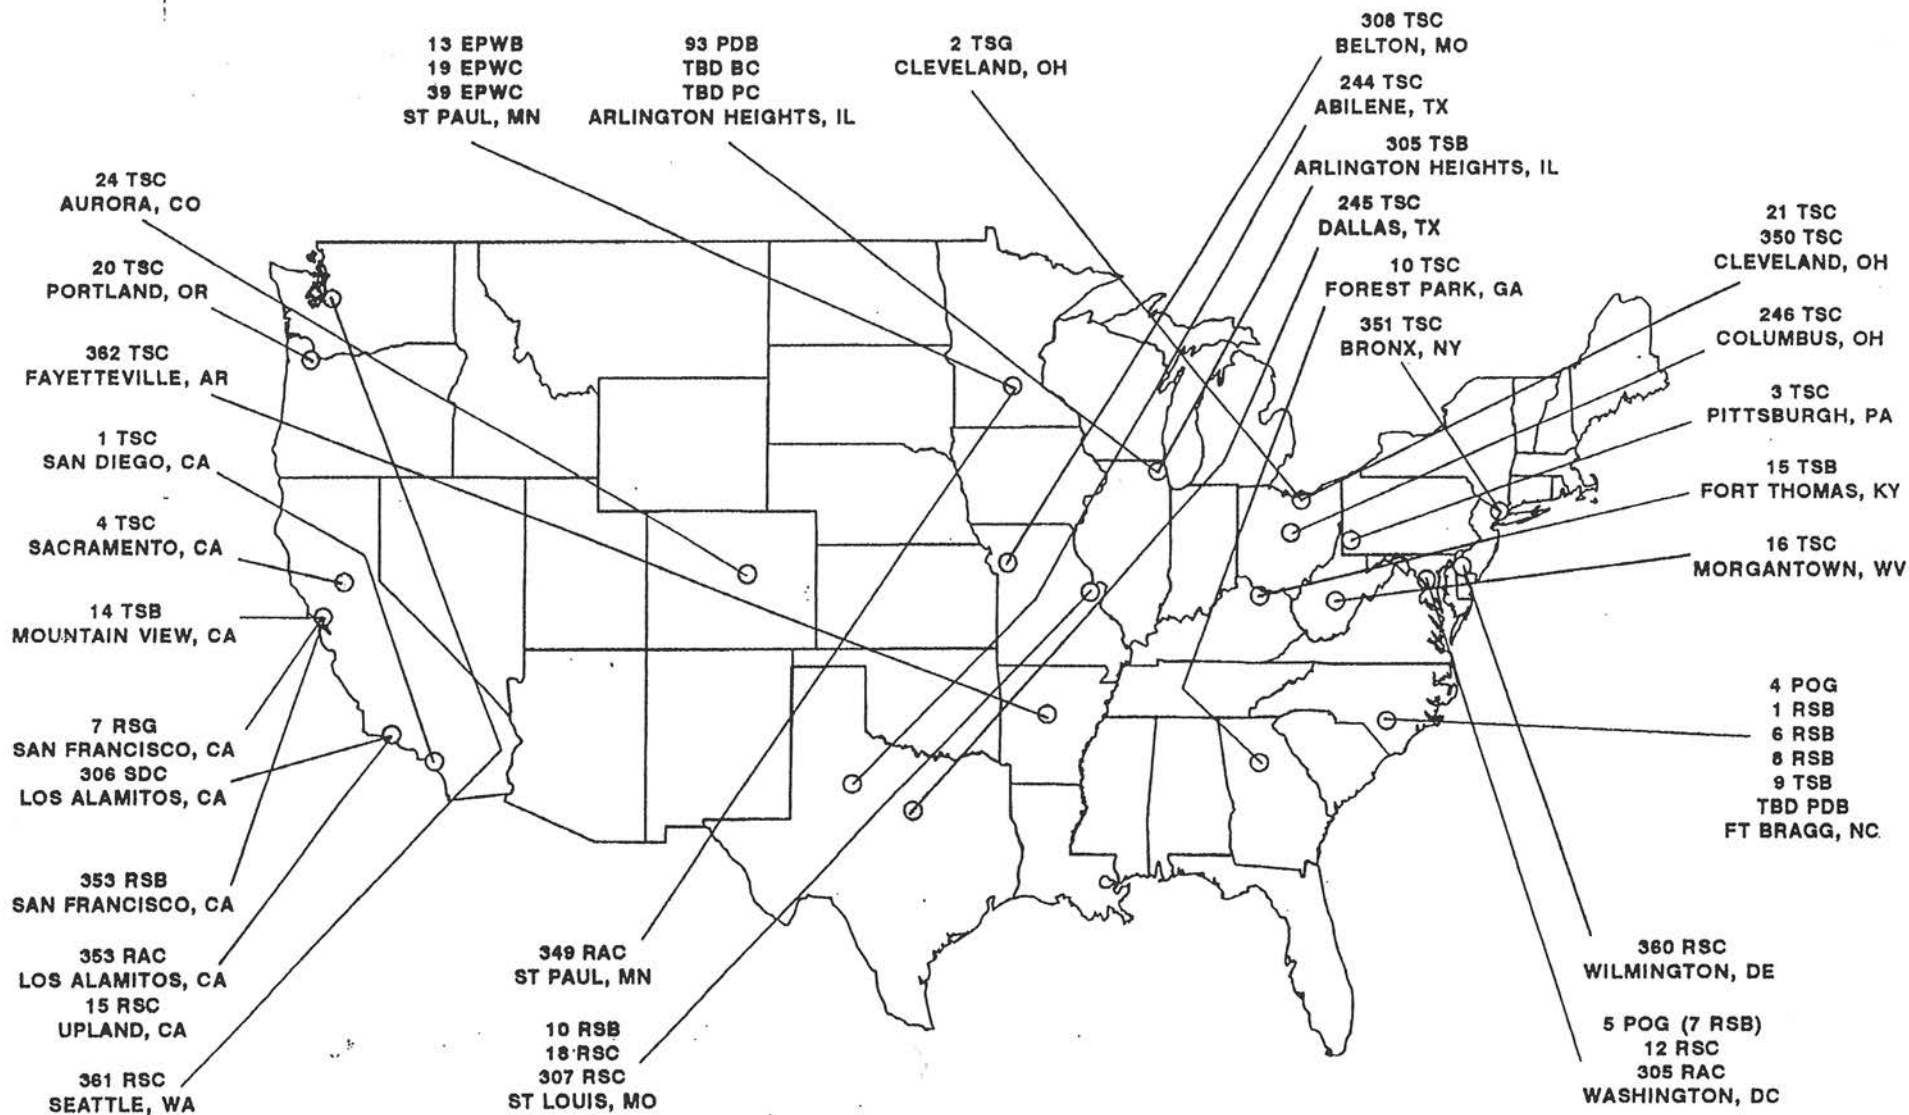 13 EPWB
19 EPWC
39 EPWC
ST PAUL, MN
93 PDB
TBD BC
TBD PC
ARLINGTON HEIGHTS, IL
2 TSG
CLEVELAND, OH
308 TSC
BELTON, MO
244 TSC
ABILENE, TX
305 TSB
ARLINGTON HEIGHTS, IL
245 TSC
DALLAS, TX
10 TSC
FOREST PARK, GA
351 TSC
BRONX, NY
24 TSC
AURORA, CO
20 TSC
PORTLAND, OR
362 TSC
FAYETTEVILLE, AR
1 TSC
SAN DIEGO, CA
4 TSC
SACRAMENTO, CA
14 TSB
MOUNTAIN VIEW, CA
7 RSG
SAN FRANCISCO, CA
306 SDC
LOS ALAMITOS, CA
353 RSB
SAN FRANCISCO, CA
353 RAC
LOS ALAMITOS, CA
15 RSC
UPLAND, CA
361 RSC
SEATTLE, WA
349 RAC
ST PAUL, MN
10 RSB
18 RSC
307 RSC
ST LOUIS, MO
21 TSC
350 TSC
CLEVELAND, OH
246 TSC
COLUMBUS, OH
3 TSC
PITTSBURGH, PA
15 TSB
FORT THOMAS, KY
16 TSC
MORGANTOWN, WV
4 POG
1 RSB
6 RSB
8 RSB
9 TSB
TBD PDB
FT BRAGG, NC
360 RSC
WILMINGTON, DE
5 POG (7 RSB)
12 RSC
305 RAC
WASHINGTON, DC